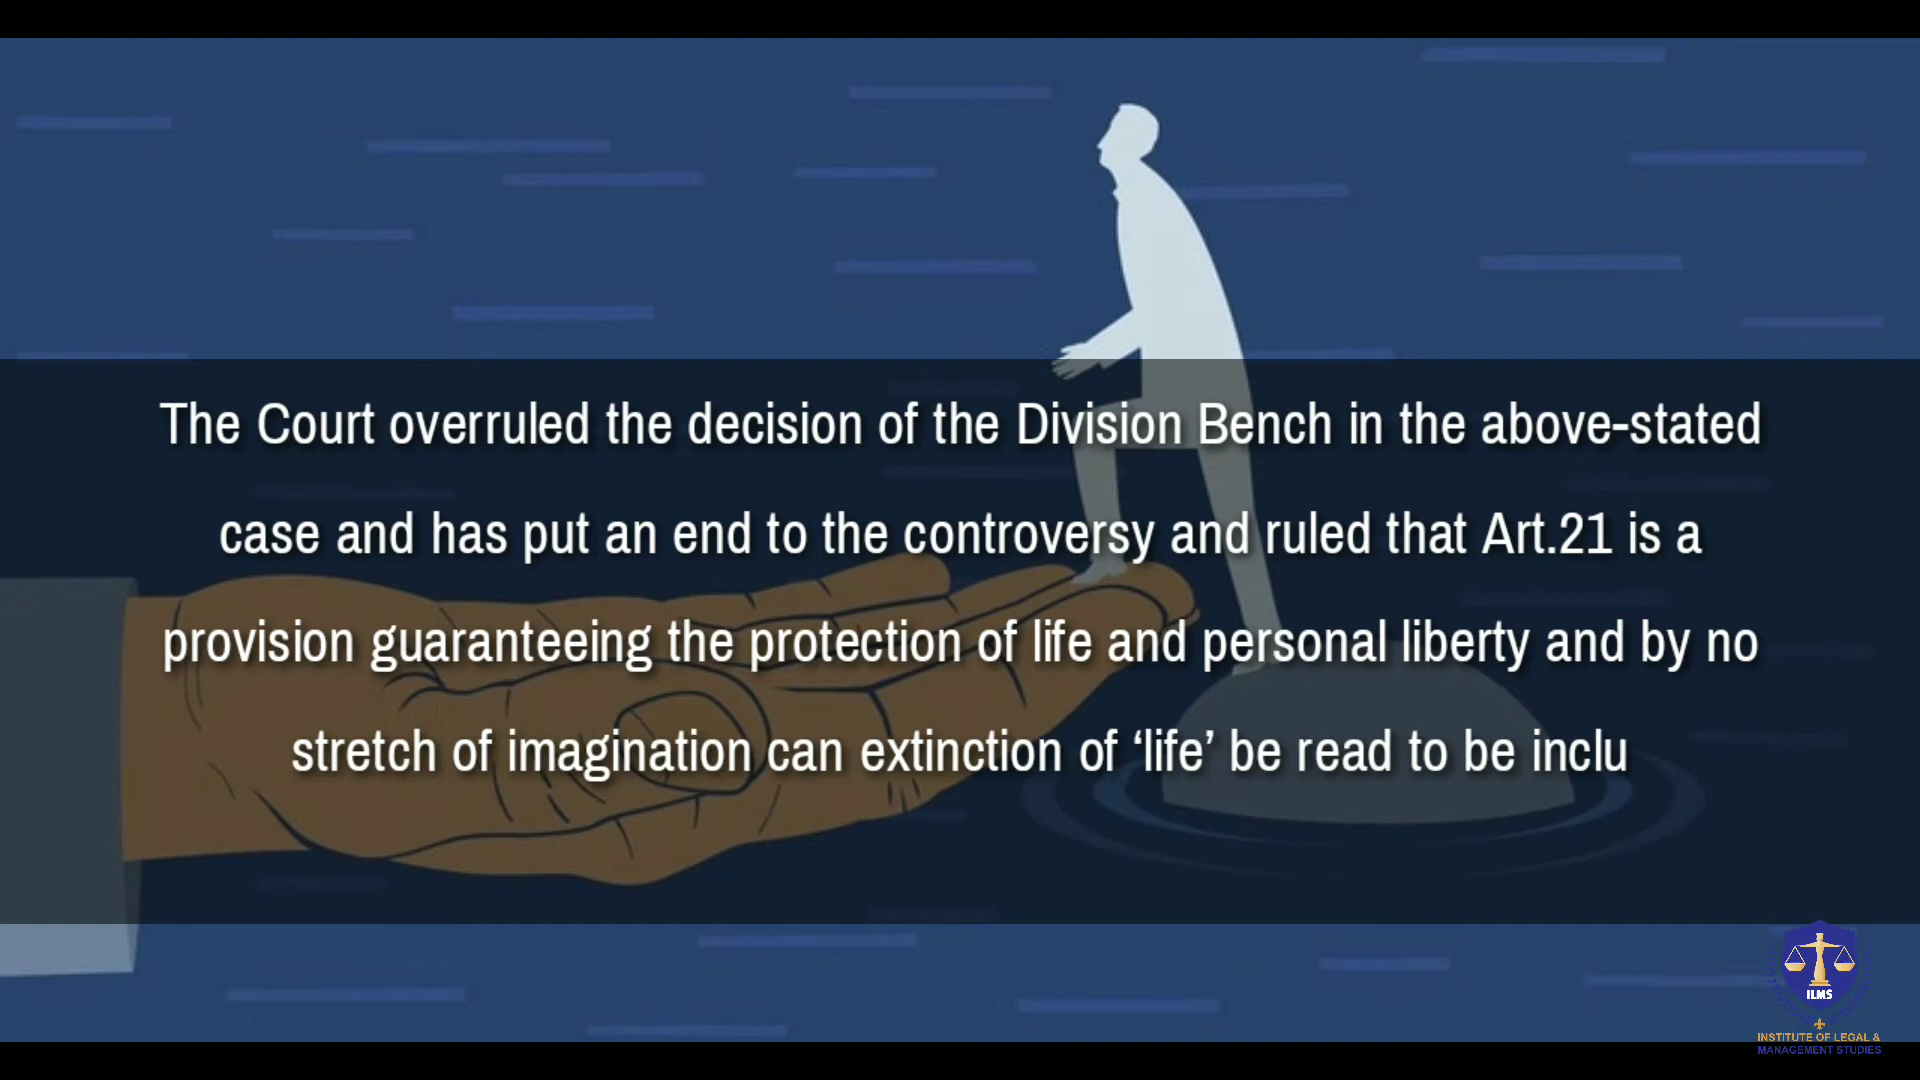 The Court overruled the decision of the Division Bench in the above-stated
case and has put an end to the controversy and ruled that Art.21 is a
provision guaranteeing the protection of life and personal liberty and by no
stretch of imagination can extinction of ‘life’ be read to be inclu
ILMS
INSTITUTE OF LEGAL &
MANAGEMENT STUDIES